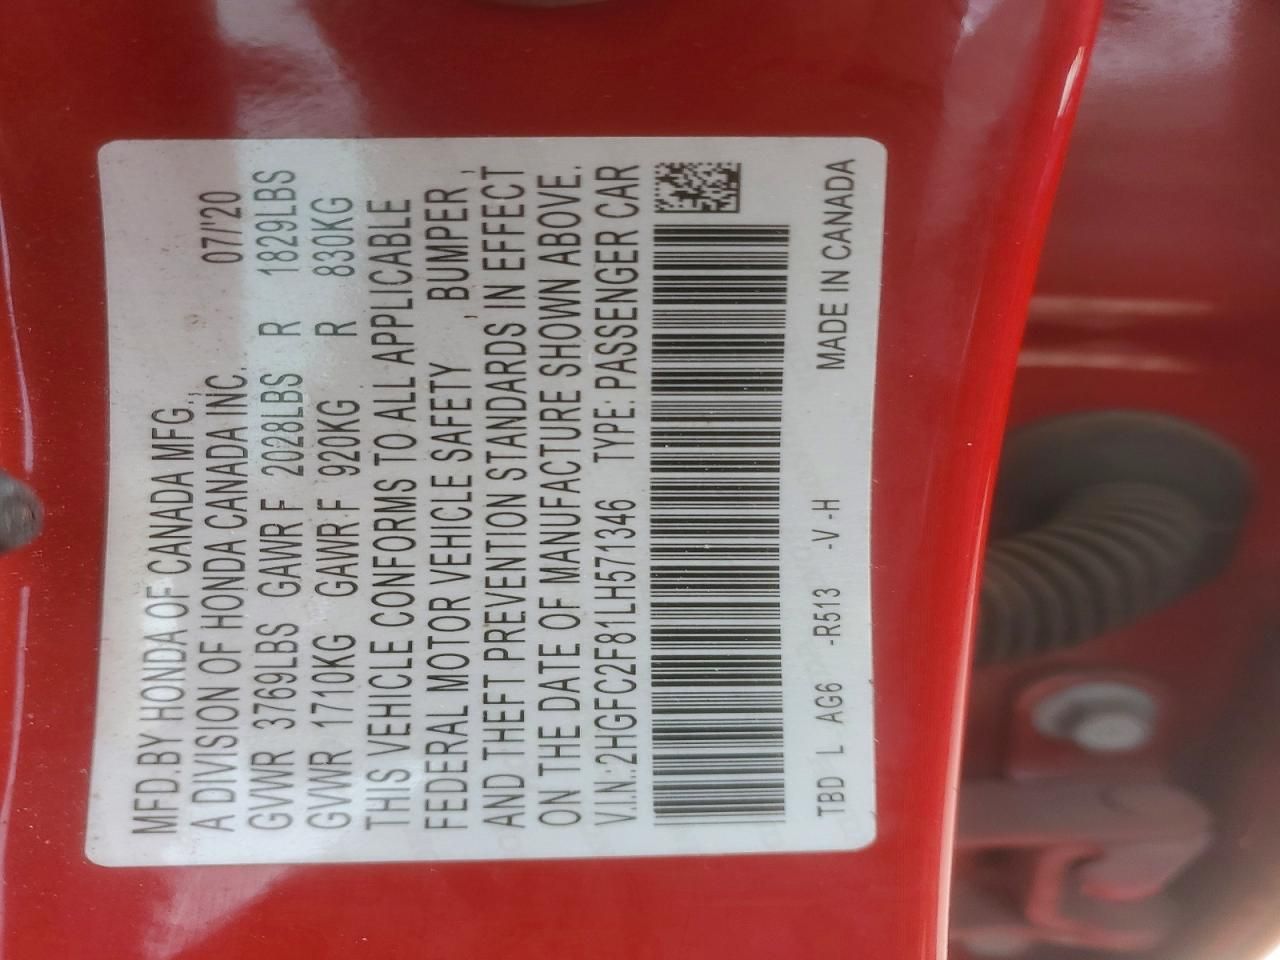 MFD.BY HONDA OF CANADA MFG.,
A DIVISION OF HONDA CANADA INC. 07/'20
GVWR 3769LBS GAWR F 2028LBS R 1829LBS
GVWR 1710KG GAWR F 920KG R 830KG
THIS VEHICLE CONFORMS TO ALL APPLICABLE
FEDERAL MOTOR VEHICLE SAFETY , BUMPER ,
AND THEFT PREVENTION STANDARDS IN EFFECT
ON THE DATE OF MANUFACTURE SHOWN ABOVE.
V.I.N.:2HGFC2F81LH571346 TYPE: PASSENGER CAR
TBD L AG6 -R513 -V -H MADE IN CANADA